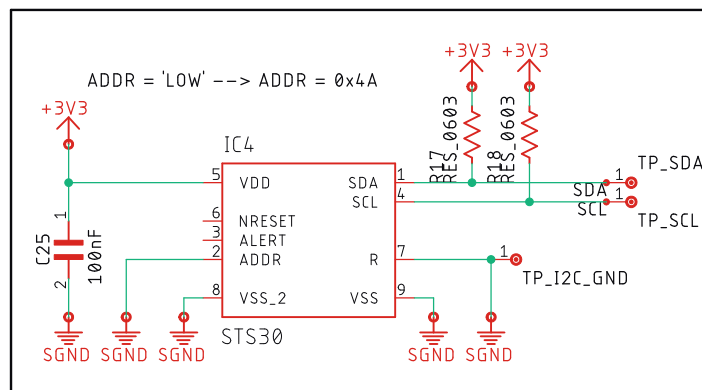 +3V3 +3V3
ADDR = 'LOW' --> ADDR = 0x4A
+3V3
R17
RES_0603
R18
RES_0603
IC4
TP_SDA
5 VDD SDA 1
SDA 1
SCL 4
SCL 1
TP_SCL
6 NRESET
3 ALERT
2 ADDR R 7
1
TP_I2C_GND
8 VSS_2 VSS 9
1
C25
100nF
2
STS30
SGND SGND SGND SGND SGND